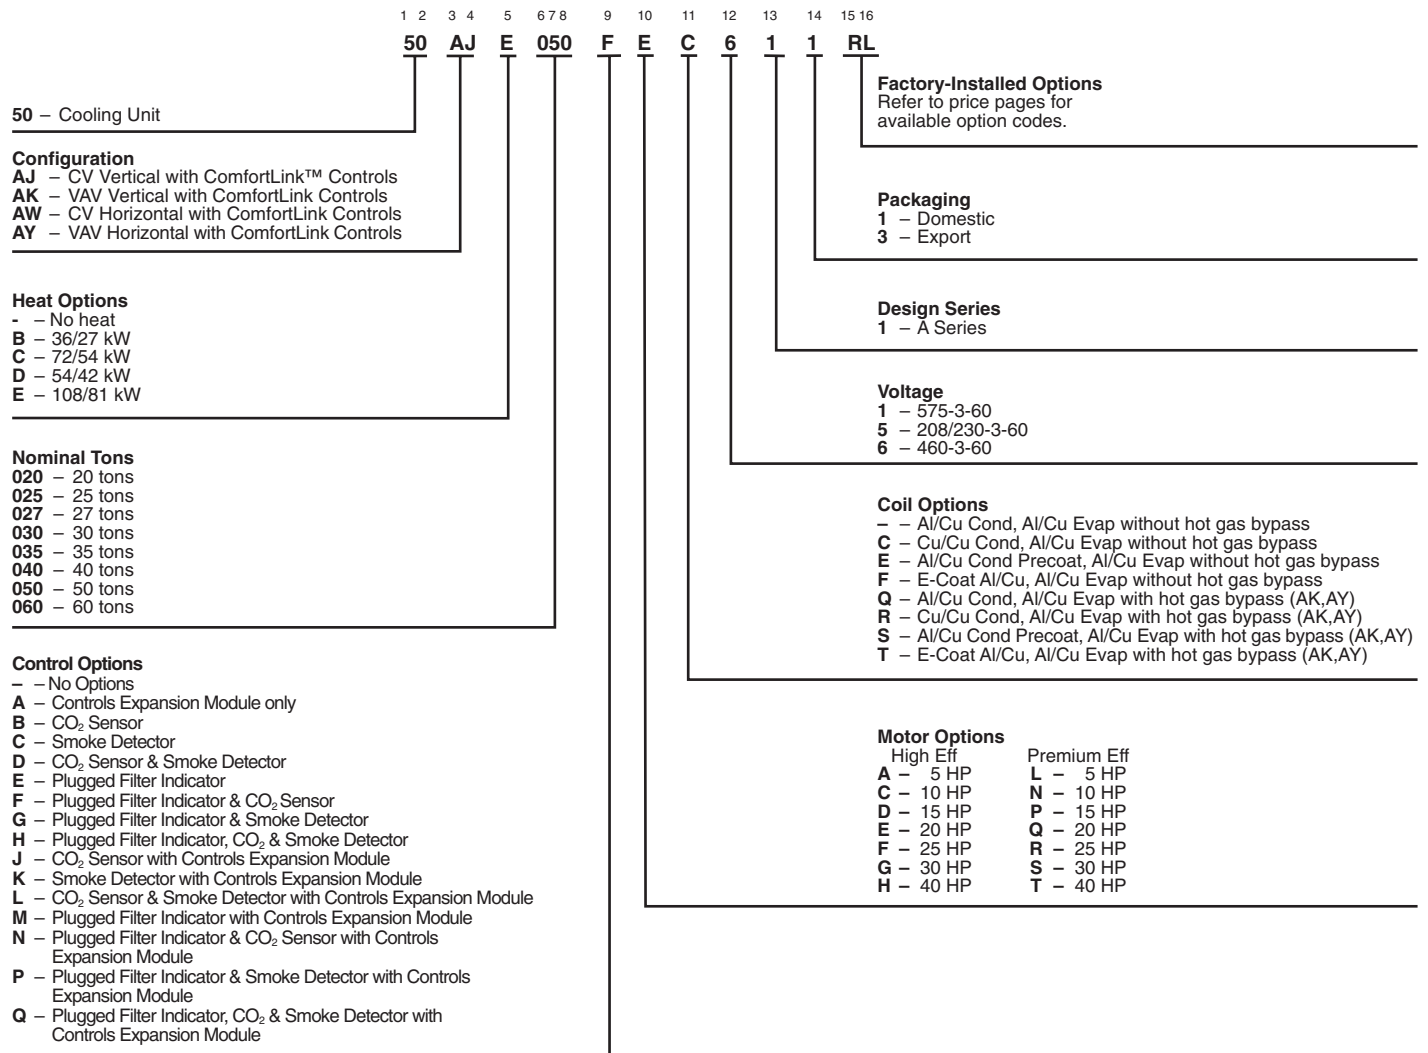 1 2 3 4 5 6 7 8 9 10 11 12 13 14 15 16
50 AJ E 050 F E C 6 1 1 RL
50 – Cooling Unit
Configuration
AJ – CV Vertical with ComfortLink™ Controls
AK – VAV Vertical with ComfortLink Controls
AW – CV Horizontal with ComfortLink Controls
AY – VAV Horizontal with ComfortLink Controls
Heat Options
- – No heat
B – 36/27 kW
C – 72/54 kW
D – 54/42 kW
E – 108/81 kW
Nominal Tons
020 – 20 tons
025 – 25 tons
027 – 27 tons
030 – 30 tons
035 – 35 tons
040 – 40 tons
050 – 50 tons
060 – 60 tons
Control Options
– – No Options
A – Controls Expansion Module only
B – CO₂ Sensor
C – Smoke Detector
D – CO₂ Sensor & Smoke Detector
E – Plugged Filter Indicator
F – Plugged Filter Indicator & CO₂ Sensor
G – Plugged Filter Indicator & Smoke Detector
H – Plugged Filter Indicator, CO₂ & Smoke Detector
J – CO₂ Sensor with Controls Expansion Module
K – Smoke Detector with Controls Expansion Module
L – CO₂ Sensor & Smoke Detector with Controls Expansion Module
M – Plugged Filter Indicator with Controls Expansion Module
N – Plugged Filter Indicator & CO₂ Sensor with Controls
Expansion Module
P – Plugged Filter Indicator & Smoke Detector with Controls
Expansion Module
Q – Plugged Filter Indicator, CO₂ & Smoke Detector with
Controls Expansion Module
Factory-Installed Options
Refer to price pages for
available option codes.
Packaging
1 – Domestic
3 – Export
Design Series
1 – A Series
Voltage
1 – 575-3-60
5 – 208/230-3-60
6 – 460-3-60
Coil Options
– – Al/Cu Cond, Al/Cu Evap without hot gas bypass
C – Cu/Cu Cond, Al/Cu Evap without hot gas bypass
E – Al/Cu Cond Precoat, Al/Cu Evap without hot gas bypass
F – E-Coat Al/Cu, Al/Cu Evap without hot gas bypass
Q – Al/Cu Cond, Al/Cu Evap with hot gas bypass (AK,AY)
R – Cu/Cu Cond, Al/Cu Evap with hot gas bypass (AK,AY)
S – Al/Cu Cond Precoat, Al/Cu Evap with hot gas bypass (AK,AY)
T – E-Coat Al/Cu, Al/Cu Evap with hot gas bypass (AK,AY)
Motor Options
High Eff Premium Eff
A – 5 HP L – 5 HP
C – 10 HP N – 10 HP
D – 15 HP P – 15 HP
E – 20 HP Q – 20 HP
F – 25 HP R – 25 HP
G – 30 HP S – 30 HP
H – 40 HP T – 40 HP